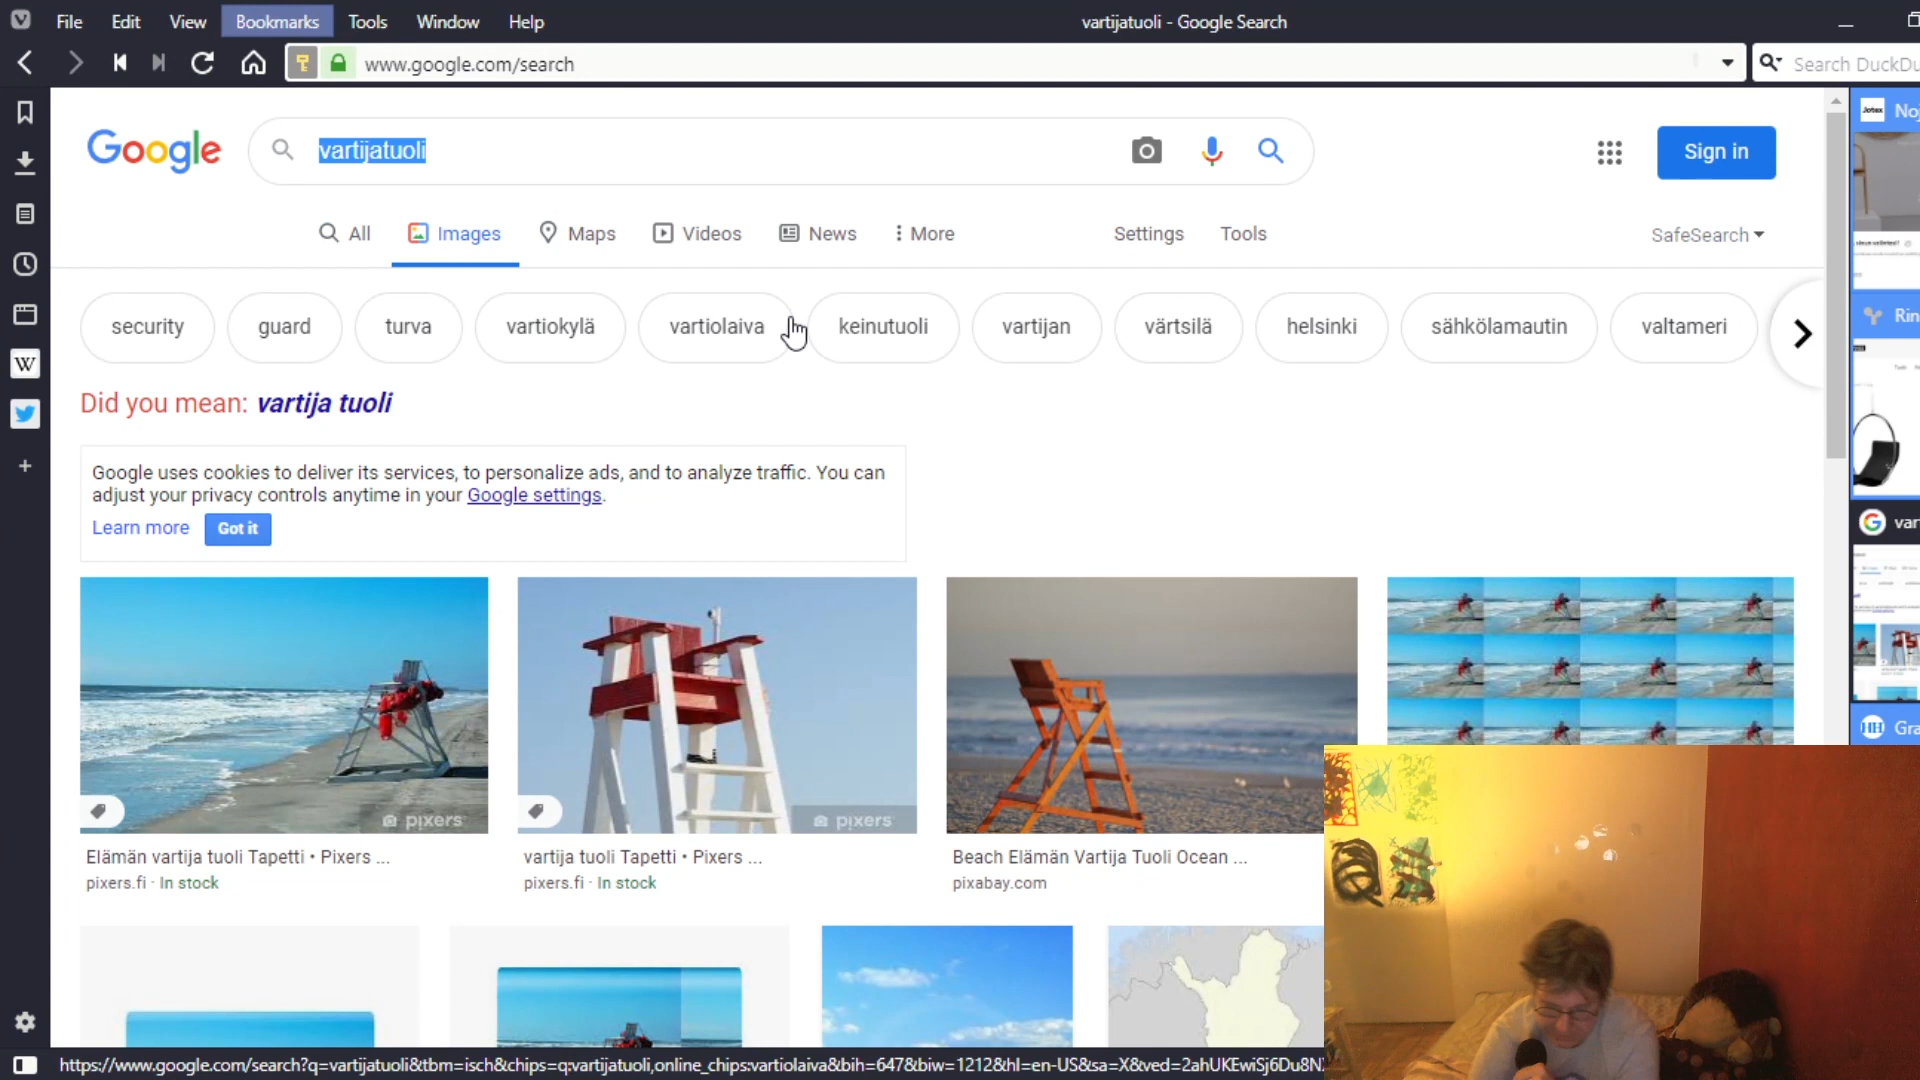 File Edit View Bookmarks Tools Window Help
vartijatuoli - Google Search
www.google.com/search
Search DuckDu
Google
vartijatuoli
Sign in
All Images Maps Videos News More Settings Tools SafeSearch
security guard turva vartiokylä vartiolaiva keinutuoli vartijan värtsilä helsinki sähkölamautin valtameri
Did you mean: vartija tuoli
Google uses cookies to deliver its services, to personalize ads, and to analyze traffic. You can
adjust your privacy controls anytime in your Google settings.
Learn more Got it
pixers
pixers
Elämän vartija tuoli Tapetti • Pixers ...
pixers.fi · In stock
vartija tuoli Tapetti • Pixers ...
pixers.fi · In stock
Beach Elämän Vartija Tuoli Ocean ...
pixabay.com
Jotex
Noj
Rin
var
HH
Gra
W
https://www.google.com/search?q=vartijatuoli&tbm=isch&chips=q:vartijatuoli,online_chips:vartiolaiva&bih=647&biw=1212&hl=en-US&sa=X&ved=2ahUKEwiSj6Du8N